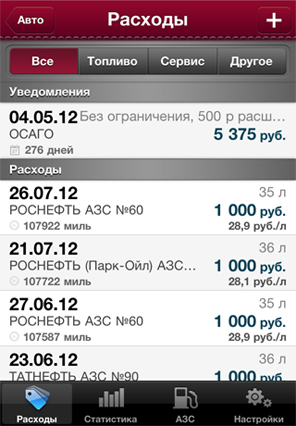 Авто
Расходы
+
Все
Топливо
Сервис
Другое
Уведомления
04.05.12 Без ограничения, 500 р расш...
ОСАГО 5 375 руб.
276 дней
Расходы
26.07.12 35 л
РОСНЕФТЬ АЗС №60 1 000 руб.
107922 миль 28,9 руб./л
21.07.12 36 л
РОСНЕФТЬ (Парк-Ойл) АЗС... 1 000 руб.
107722 миль 28,1 руб./л
27.06.12 35 л
РОСНЕФТЬ АЗС №60 1 000 руб.
107587 миль 28,9 руб./л
23.06.12 36 л
ТАТНЕФТЬ АЗС №90 1 000 руб.
Расходы
Статистика
АЗС
Настройки